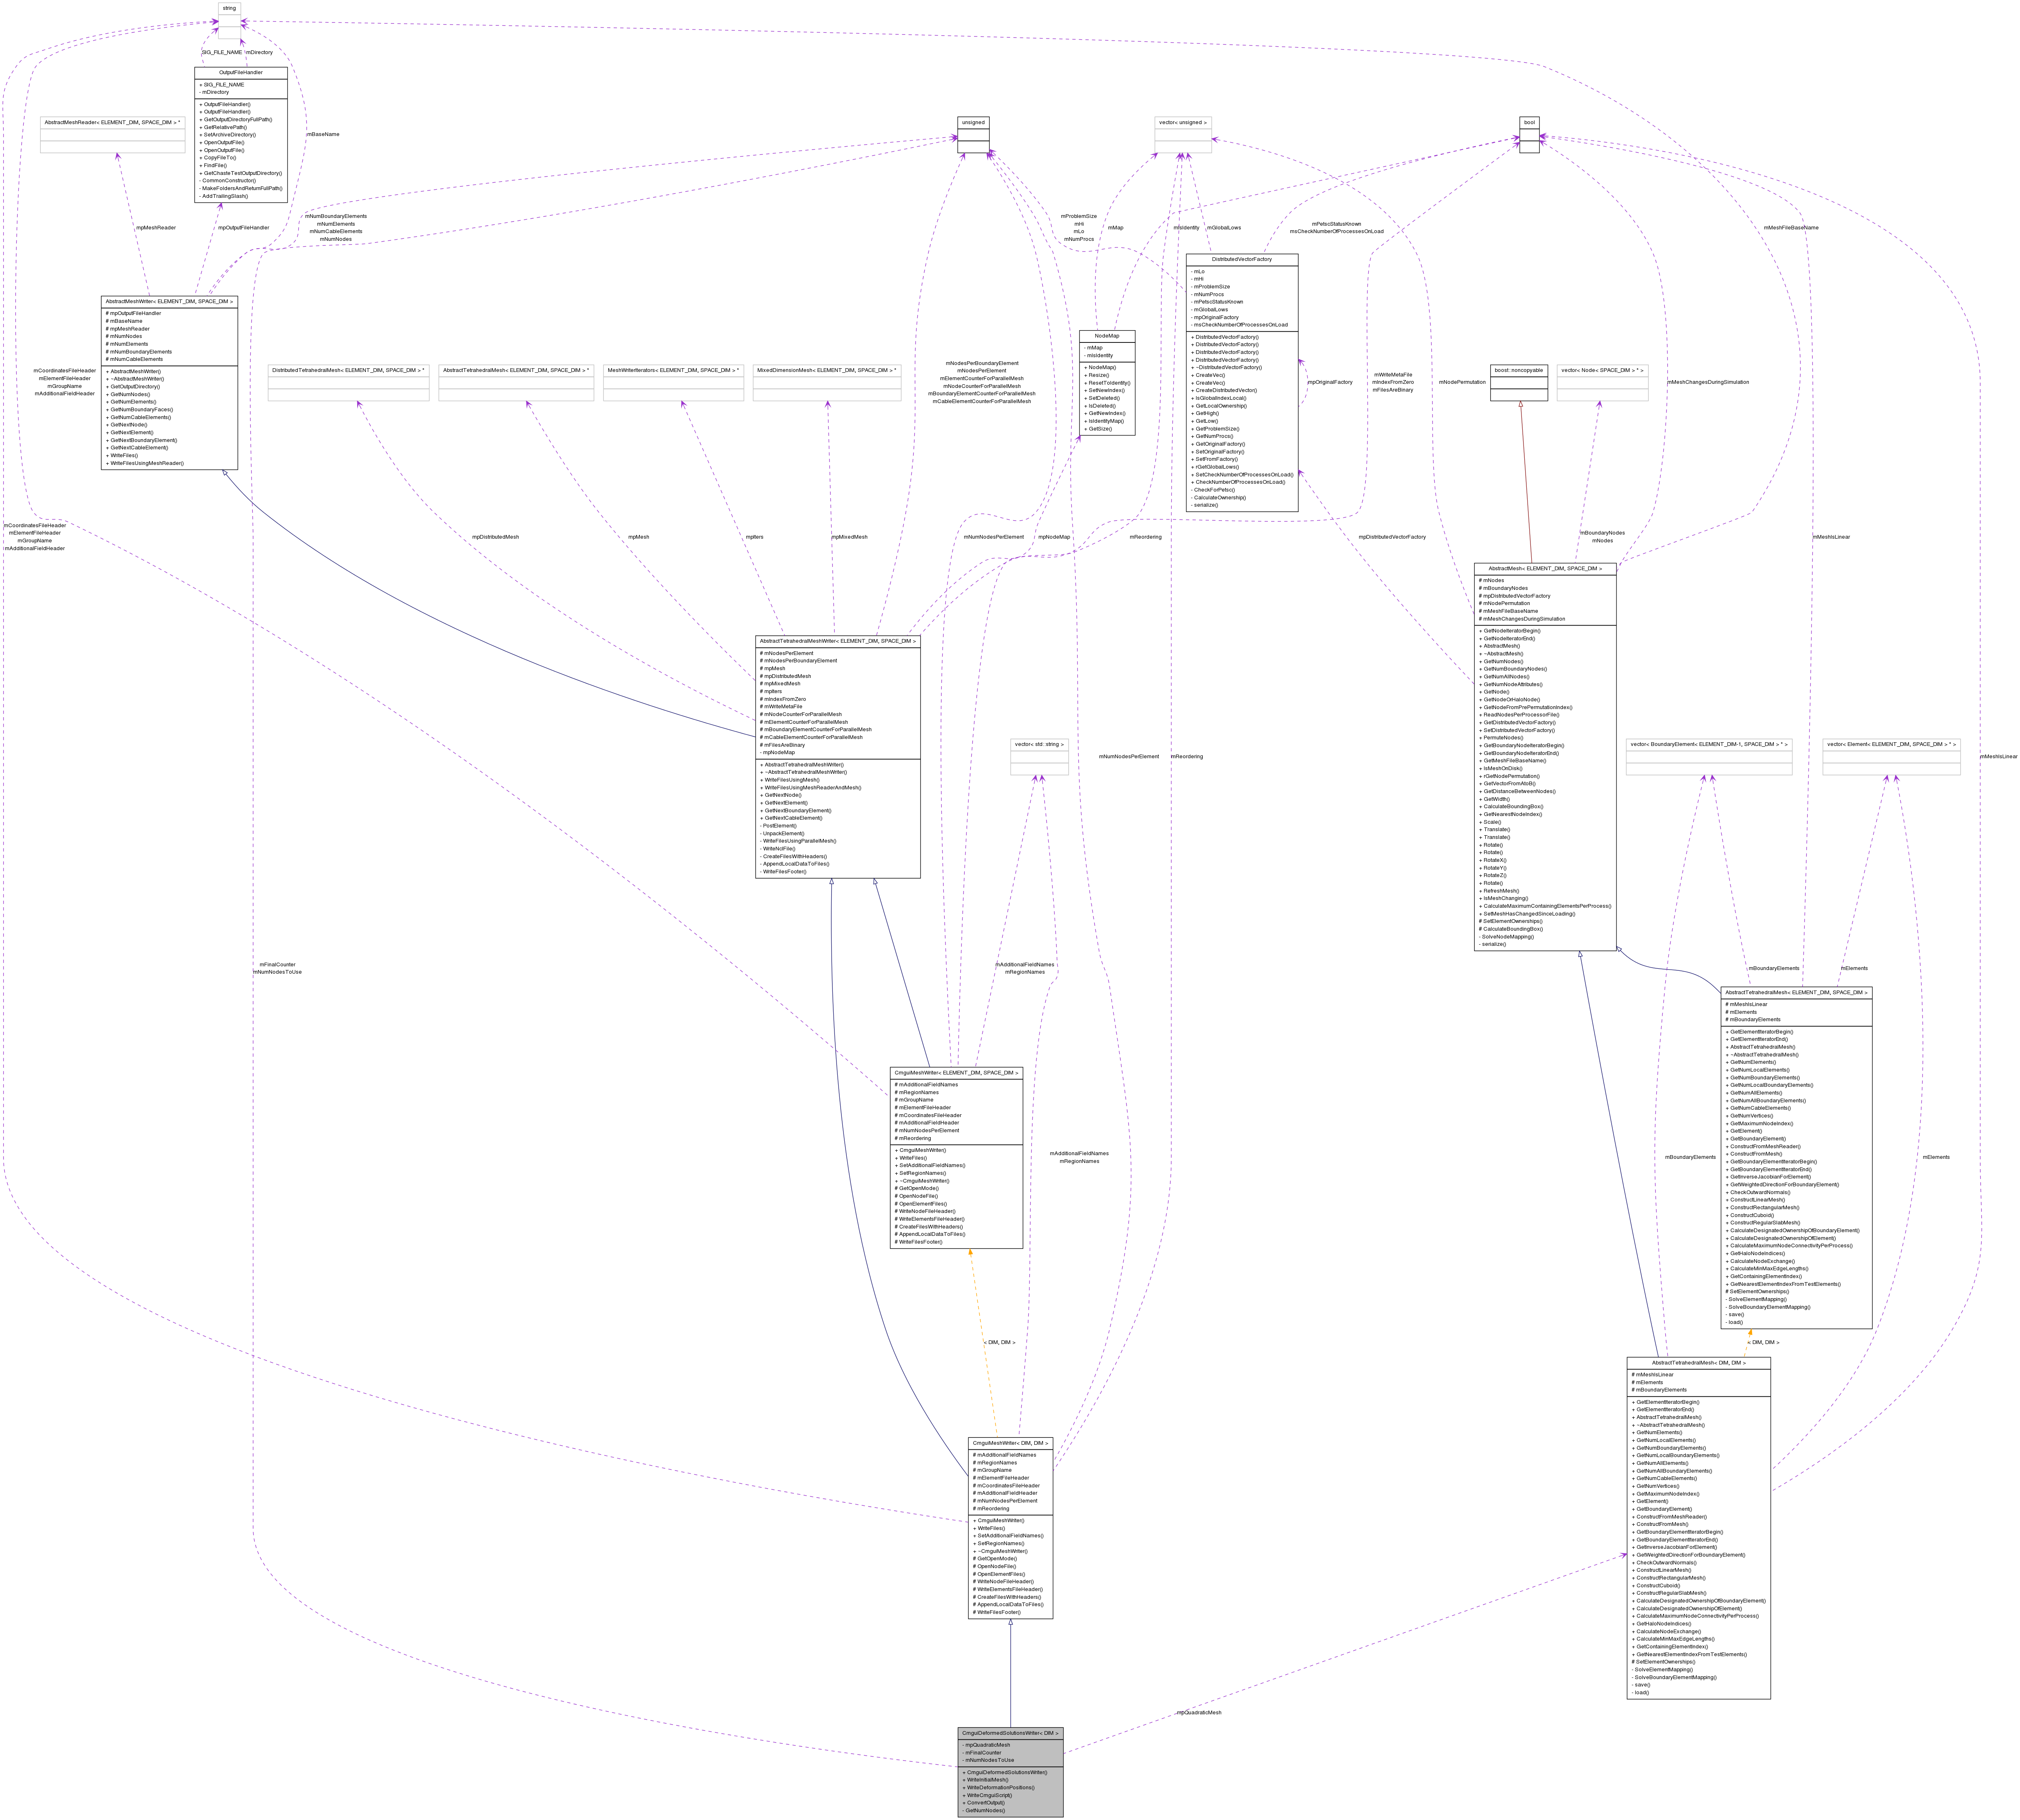 string
SIG_FILE_NAME
mDirectory
OutputFileHandler
+ SIG_FILE_NAME
- mDirectory
+ OutputFileHandler()
+ OutputFileHandler()
+ GetOutputDirectoryFullPath()
+ GetRelativePath()
+ SetArchiveDirectory()
+ OpenOutputFile()
+ OpenOutputFile()
+ CopyFileTo()
+ FindFile()
+ GetChasteTestOutputDirectory()
- CommonConstructor()
- MakeFoldersAndReturnFullPath()
- AddTrailingSlash()
AbstractMeshReader< ELEMENT_DIM, SPACE_DIM > *
mBaseName
unsigned
vector< unsigned >
bool
mpMeshReader
mpOutputFileHandler
mNumBoundaryElements
mNumElements
mNumCableElements
mNumNodes
mProblemSize
mHi
mLo
mNumProcs
mMap
mIsIdentity
mGlobalLows
mPetscStatusKnown
msCheckNumberOfProcessesOnLoad
mMeshFileBaseName
DistributedVectorFactory
- mLo
- mHi
- mProblemSize
- mNumProcs
- mPetscStatusKnown
- mGlobalLows
- mpOriginalFactory
- msCheckNumberOfProcessesOnLoad
+ DistributedVectorFactory()
+ DistributedVectorFactory()
+ DistributedVectorFactory()
+ DistributedVectorFactory()
+ ~DistributedVectorFactory()
+ CreateVec()
+ CreateVec()
+ CreateDistributedVector()
+ IsGlobalIndexLocal()
+ GetLocalOwnership()
+ GetHigh()
+ GetLow()
+ GetProblemSize()
+ GetNumProcs()
+ GetOriginalFactory()
+ SetOriginalFactory()
+ SetFromFactory()
+ rGetGlobalLows()
+ SetCheckNumberOfProcessesOnLoad()
+ CheckNumberOfProcessesOnLoad()
- CheckForPetsc()
- CalculateOwnership()
- serialize()
AbstractMeshWriter< ELEMENT_DIM, SPACE_DIM >
# mpOutputFileHandler
# mBaseName
# mpMeshReader
# mNumNodes
# mNumElements
# mNumBoundaryElements
# mNumCableElements
+ AbstractMeshWriter()
+ ~AbstractMeshWriter()
+ GetOutputDirectory()
+ GetNumNodes()
+ GetNumElements()
+ GetNumBoundaryFaces()
+ GetNumCableElements()
+ GetNextNode()
+ GetNextElement()
+ GetNextBoundaryElement()
+ GetNextCableElement()
+ WriteFiles()
+ WriteFilesUsingMeshReader()
NodeMap
- mMap
- mIsIdentity
+ NodeMap()
+ Resize()
+ ResetToIdentity()
+ SetNewIndex()
+ SetDeleted()
+ IsDeleted()
+ GetNewIndex()
+ IsIdentityMap()
+ GetSize()
mCoordinatesFileHeader
mElementFileHeader
mGroupName
mAdditionalFieldHeader
DistributedTetrahedralMesh< ELEMENT_DIM, SPACE_DIM > *
AbstractTetrahedralMesh< ELEMENT_DIM, SPACE_DIM > *
MeshWriterIterators< ELEMENT_DIM, SPACE_DIM > *
MixedDimensionMesh< ELEMENT_DIM, SPACE_DIM > *
mNodesPerBoundaryElement
mNodesPerElement
mElementCounterForParallelMesh
mNodeCounterForParallelMesh
mBoundaryElementCounterForParallelMesh
mCableElementCounterForParallelMesh
mpOriginalFactory
mWriteMetaFile
mIndexFromZero
mFilesAreBinary
mNodePermutation
boost::noncopyable
vector< Node< SPACE_DIM > * >
mMeshChangesDuringSimulation
mCoordinatesFileHeader
mElementFileHeader
mGroupName
mAdditionalFieldHeader
mpDistributedMesh
mpMesh
mpIters
mpMixedMesh
mNumNodesPerElement
mpNodeMap
mReordering
mpDistributedVectorFactory
mBoundaryNodes
mNodes
mMeshIsLinear
AbstractMesh< ELEMENT_DIM, SPACE_DIM >
# mNodes
# mBoundaryNodes
# mpDistributedVectorFactory
# mNodePermutation
# mMeshFileBaseName
# mMeshChangesDuringSimulation
+ GetNodeIteratorBegin()
+ GetNodeIteratorEnd()
+ AbstractMesh()
+ ~AbstractMesh()
+ GetNumNodes()
+ GetNumBoundaryNodes()
+ GetNumAllNodes()
+ GetNumNodeAttributes()
+ GetNode()
+ GetNodeOrHaloNode()
+ GetNodeFromPrePermutationIndex()
+ ReadNodesPerProcessorFile()
+ GetDistributedVectorFactory()
+ SetDistributedVectorFactory()
+ PermuteNodes()
+ GetBoundaryNodeIteratorBegin()
+ GetBoundaryNodeIteratorEnd()
+ GetMeshFileBaseName()
+ IsMeshOnDisk()
+ rGetNodePermutation()
+ GetVectorFromAtoB()
+ GetDistanceBetweenNodes()
+ GetWidth()
+ CalculateBoundingBox()
+ GetNearestNodeIndex()
+ Scale()
+ Translate()
+ Translate()
+ Rotate()
+ Rotate()
+ RotateX()
+ RotateY()
+ RotateZ()
+ Rotate()
+ RefreshMesh()
+ IsMeshChanging()
+ CalculateMaximumContainingElementsPerProcess()
+ SetMeshHasChangedSinceLoading()
# SetElementOwnerships()
# CalculateBoundingBox()
- SolveNodeMapping()
- serialize()
AbstractTetrahedralMeshWriter< ELEMENT_DIM, SPACE_DIM >
# mNodesPerElement
# mNodesPerBoundaryElement
# mpMesh
# mpDistributedMesh
# mpMixedMesh
# mpIters
# mIndexFromZero
# mWriteMetaFile
# mNodeCounterForParallelMesh
# mElementCounterForParallelMesh
# mBoundaryElementCounterForParallelMesh
# mCableElementCounterForParallelMesh
# mFilesAreBinary
- mpNodeMap
+ AbstractTetrahedralMeshWriter()
+ ~AbstractTetrahedralMeshWriter()
+ WriteFilesUsingMesh()
+ WriteFilesUsingMeshReaderAndMesh()
+ GetNextNode()
+ GetNextElement()
+ GetNextBoundaryElement()
+ GetNextCableElement()
- PostElement()
- UnpackElement()
- WriteFilesUsingParallelMesh()
- WriteNclFile()
- CreateFilesWithHeaders()
- AppendLocalDataToFiles()
- WriteFilesFooter()
vector< std::string >
mNumNodesPerElement
mReordering
vector< BoundaryElement< ELEMENT_DIM-1, SPACE_DIM > * >
vector< Element< ELEMENT_DIM, SPACE_DIM > * >
mMeshIsLinear
mFinalCounter
mNumNodesToUse
mAdditionalFieldNames
mRegionNames
mBoundaryElements
mElements
AbstractTetrahedralMesh< ELEMENT_DIM, SPACE_DIM >
# mMeshIsLinear
# mElements
# mBoundaryElements
+ GetElementIteratorBegin()
+ GetElementIteratorEnd()
+ AbstractTetrahedralMesh()
+ ~AbstractTetrahedralMesh()
+ GetNumElements()
+ GetNumLocalElements()
+ GetNumBoundaryElements()
+ GetNumLocalBoundaryElements()
+ GetNumAllElements()
+ GetNumAllBoundaryElements()
+ GetNumCableElements()
+ GetNumVertices()
+ GetMaximumNodeIndex()
+ GetElement()
+ GetBoundaryElement()
+ ConstructFromMeshReader()
+ ConstructFromMesh()
+ GetBoundaryElementIteratorBegin()
+ GetBoundaryElementIteratorEnd()
+ GetInverseJacobianForElement()
+ GetWeightedDirectionForBoundaryElement()
+ CheckOutwardNormals()
+ ConstructLinearMesh()
+ ConstructRectangularMesh()
+ ConstructCuboid()
+ ConstructRegularSlabMesh()
+ CalculateDesignatedOwnershipOfBoundaryElement()
+ CalculateDesignatedOwnershipOfElement()
+ CalculateMaximumNodeConnectivityPerProcess()
+ GetHaloNodeIndices()
+ CalculateNodeExchange()
+ CalculateMinMaxEdgeLengths()
+ GetContainingElementIndex()
+ GetNearestElementIndexFromTestElements()
# SetElementOwnerships()
- SolveElementMapping()
- SolveBoundaryElementMapping()
- save()
- load()
CmguiMeshWriter< ELEMENT_DIM, SPACE_DIM >
# mAdditionalFieldNames
# mRegionNames
# mGroupName
# mElementFileHeader
# mCoordinatesFileHeader
# mAdditionalFieldHeader
# mNumNodesPerElement
# mReordering
+ CmguiMeshWriter()
+ WriteFiles()
+ SetAdditionalFieldNames()
+ SetRegionNames()
+ ~CmguiMeshWriter()
# GetOpenMode()
# OpenNodeFile()
# OpenElementFiles()
# WriteNodeFileHeader()
# WriteElementsFileHeader()
# CreateFilesWithHeaders()
# AppendLocalDataToFiles()
# WriteFilesFooter()
mAdditionalFieldNames
mRegionNames
mBoundaryElements
mElements
< DIM, DIM >
< DIM, DIM >
AbstractTetrahedralMesh< DIM, DIM >
# mMeshIsLinear
# mElements
# mBoundaryElements
+ GetElementIteratorBegin()
+ GetElementIteratorEnd()
+ AbstractTetrahedralMesh()
+ ~AbstractTetrahedralMesh()
+ GetNumElements()
+ GetNumLocalElements()
+ GetNumBoundaryElements()
+ GetNumLocalBoundaryElements()
+ GetNumAllElements()
+ GetNumAllBoundaryElements()
+ GetNumCableElements()
+ GetNumVertices()
+ GetMaximumNodeIndex()
+ GetElement()
+ GetBoundaryElement()
+ ConstructFromMeshReader()
+ ConstructFromMesh()
+ GetBoundaryElementIteratorBegin()
+ GetBoundaryElementIteratorEnd()
+ GetInverseJacobianForElement()
+ GetWeightedDirectionForBoundaryElement()
+ CheckOutwardNormals()
+ ConstructLinearMesh()
+ ConstructRectangularMesh()
+ ConstructCuboid()
+ ConstructRegularSlabMesh()
+ CalculateDesignatedOwnershipOfBoundaryElement()
+ CalculateDesignatedOwnershipOfElement()
+ CalculateMaximumNodeConnectivityPerProcess()
+ GetHaloNodeIndices()
+ CalculateNodeExchange()
+ CalculateMinMaxEdgeLengths()
+ GetContainingElementIndex()
+ GetNearestElementIndexFromTestElements()
# SetElementOwnerships()
- SolveElementMapping()
- SolveBoundaryElementMapping()
- save()
- load()
CmguiMeshWriter< DIM, DIM >
# mAdditionalFieldNames
# mRegionNames
# mGroupName
# mElementFileHeader
# mCoordinatesFileHeader
# mAdditionalFieldHeader
# mNumNodesPerElement
# mReordering
+ CmguiMeshWriter()
+ WriteFiles()
+ SetAdditionalFieldNames()
+ SetRegionNames()
+ ~CmguiMeshWriter()
# GetOpenMode()
# OpenNodeFile()
# OpenElementFiles()
# WriteNodeFileHeader()
# WriteElementsFileHeader()
# CreateFilesWithHeaders()
# AppendLocalDataToFiles()
# WriteFilesFooter()
mpQuadraticMesh
CmguiDeformedSolutionsWriter< DIM >
- mpQuadraticMesh
- mFinalCounter
- mNumNodesToUse
+ CmguiDeformedSolutionsWriter()
+ WriteInitialMesh()
+ WriteDeformationPositions()
+ WriteCmguiScript()
+ ConvertOutput()
- GetNumNodes()